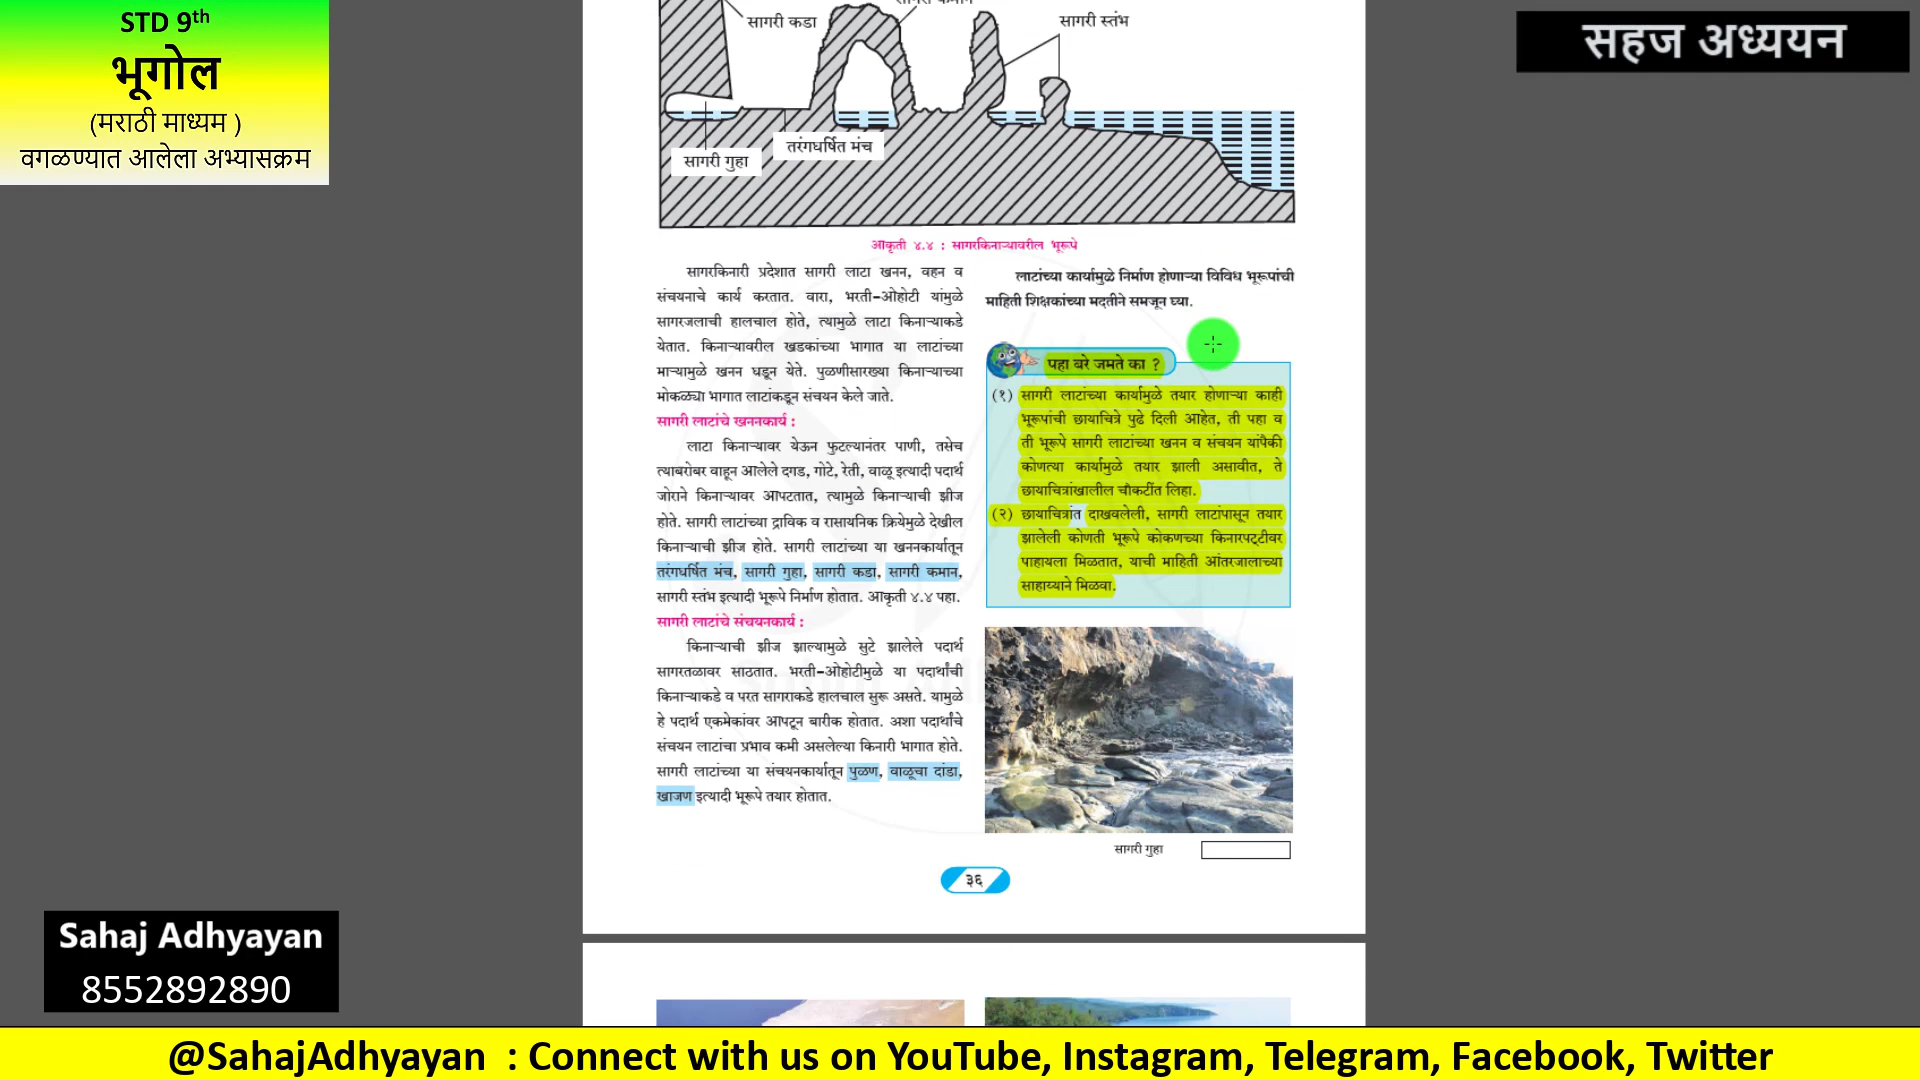 STD 9th
भूगोल
(मराठी माध्यम )
वगळण्यात आलेला अभ्यासक्रम
सहज अध्ययन
सागरी कडा
सागरी स्तंभ
तरंगघर्षित मंच
सागरी गुहा
आकृती ४.४ : सागरकिनाऱ्यावरील भूरूपे
सागरकिनारी प्रदेशात सागरी लाटा खनन, वहन व
संचयनाचे कार्य करतात. वारा, भरती-ओहोटी यांमुळे
सागरजलाची हालचाल होते, त्यामुळे लाटा किनाऱ्याकडे
येतात. किनाऱ्यावरील खडकांच्या भागात या लाटांच्या
माऱ्यामुळे खनन घडून येते. पुळणीसारख्या किनाऱ्याच्या
मोकळ्या भागात लाटांकडून संचयन केले जाते.
सागरी लाटांचे खननकार्य :
लाटा किनाऱ्यावर येऊन फुटल्यानंतर पाणी, तसेच
त्याबरोबर वाहून आलेले दगड, गोटे, रेती, वाळू इत्यादी पदार्थ
जोराने किनाऱ्यावर आपटतात, त्यामुळे किनाऱ्याची झीज
होते. सागरी लाटांच्या द्राविक व रासायनिक क्रियेमुळे देखील
किनाऱ्याची झीज होते. सागरी लाटांच्या या खननकार्यातून
तरंगघर्षित मंच, सागरी गुहा, सागरी कडा, सागरी कमान,
सागरी स्तंभ इत्यादी भूरूपे निर्माण होतात. आकृती ४.४ पहा.
सागरी लाटांचे संचयनकार्य :
किनाऱ्याची झीज झाल्यामुळे सुटे झालेले पदार्थ
सागरतळावर साठतात. भरती-ओहोटीमुळे या पदार्थांची
किनाऱ्याकडे व परत सागराकडे हालचाल सुरू असते. यामुळे
हे पदार्थ एकमेकांवर आपटून बारीक होतात. अशा पदार्थांचे
संचयन लाटांचा प्रभाव कमी असलेल्या किनारी भागात होते.
सागरी लाटांच्या या संचयनकार्यातून पुळण, वाळूचा दांडा,
खाजण इत्यादी भूरूपे तयार होतात.
लाटांच्या कार्यामुळे निर्माण होणाऱ्या विविध भूरूपांची
माहिती शिक्षकांच्या मदतीने समजून घ्या.
पहा बरे जमते का ?
(१) सागरी लाटांच्या कार्यामुळे तयार होणाऱ्या काही
भूरूपांची छायाचित्रे पुढे दिली आहेत, ती पहा व
ती भूरूपे सागरी लाटांच्या खनन व संचयन यांपैकी
कोणत्या कार्यामुळे तयार झाली असावीत, ते
छायाचित्रांखालील चौकटींत लिहा.
(२) छायाचित्रांत दाखवलेली, सागरी लाटांपासून तयार
झालेली कोणती भूरूपे कोकणच्या किनारपट्टीवर
पाहायला मिळतात, याची माहिती आंतरजालाच्या
साहाय्याने मिळवा.
सागरी गुहा
३६
Sahaj Adhyayan
8552892890
@SahajAdhyayan : Connect with us on YouTube, Instagram, Telegram, Facebook, Twitter